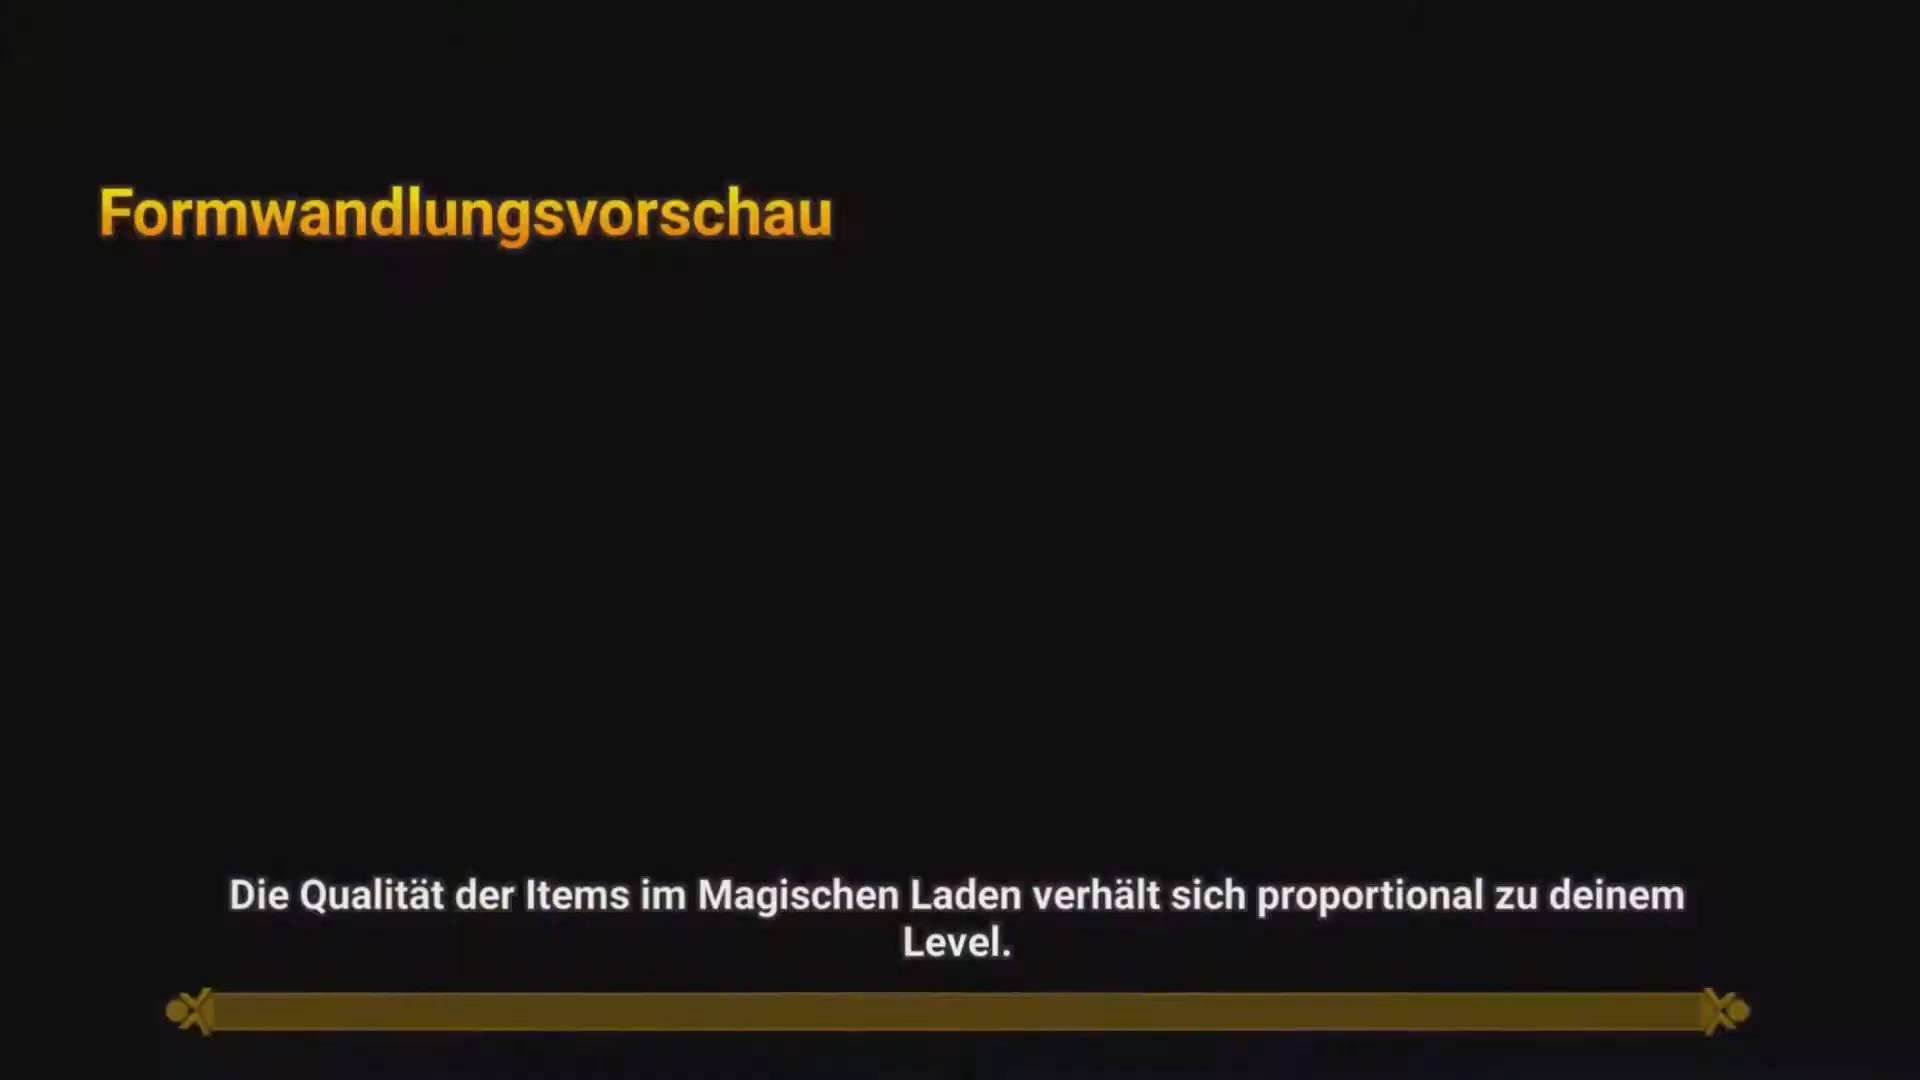 Formwandlungsvorschau
Die Qualität der Items im Magischen Laden verhält sich proportional zu deinem
Level.